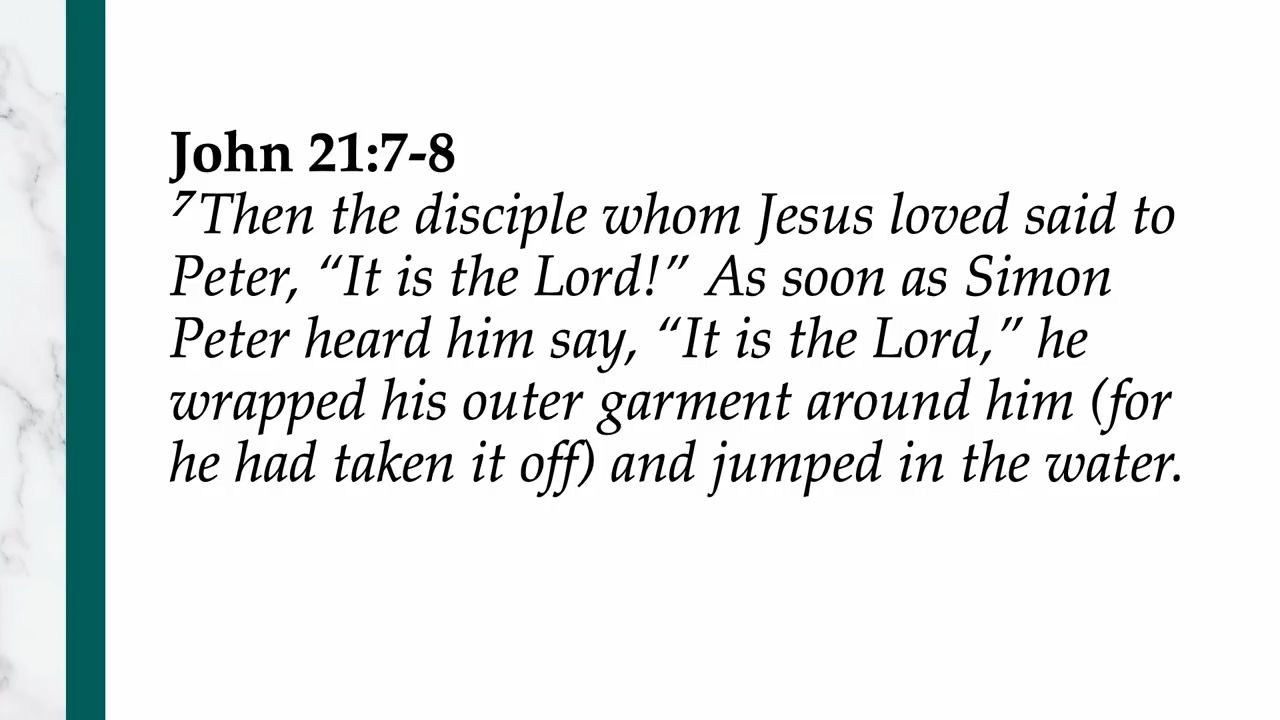 John 21:7-8
⁷Then the disciple whom Jesus loved said to
Peter, “It is the Lord!” As soon as Simon
Peter heard him say, “It is the Lord,” he
wrapped his outer garment around him (for
he had taken it off) and jumped in the water.